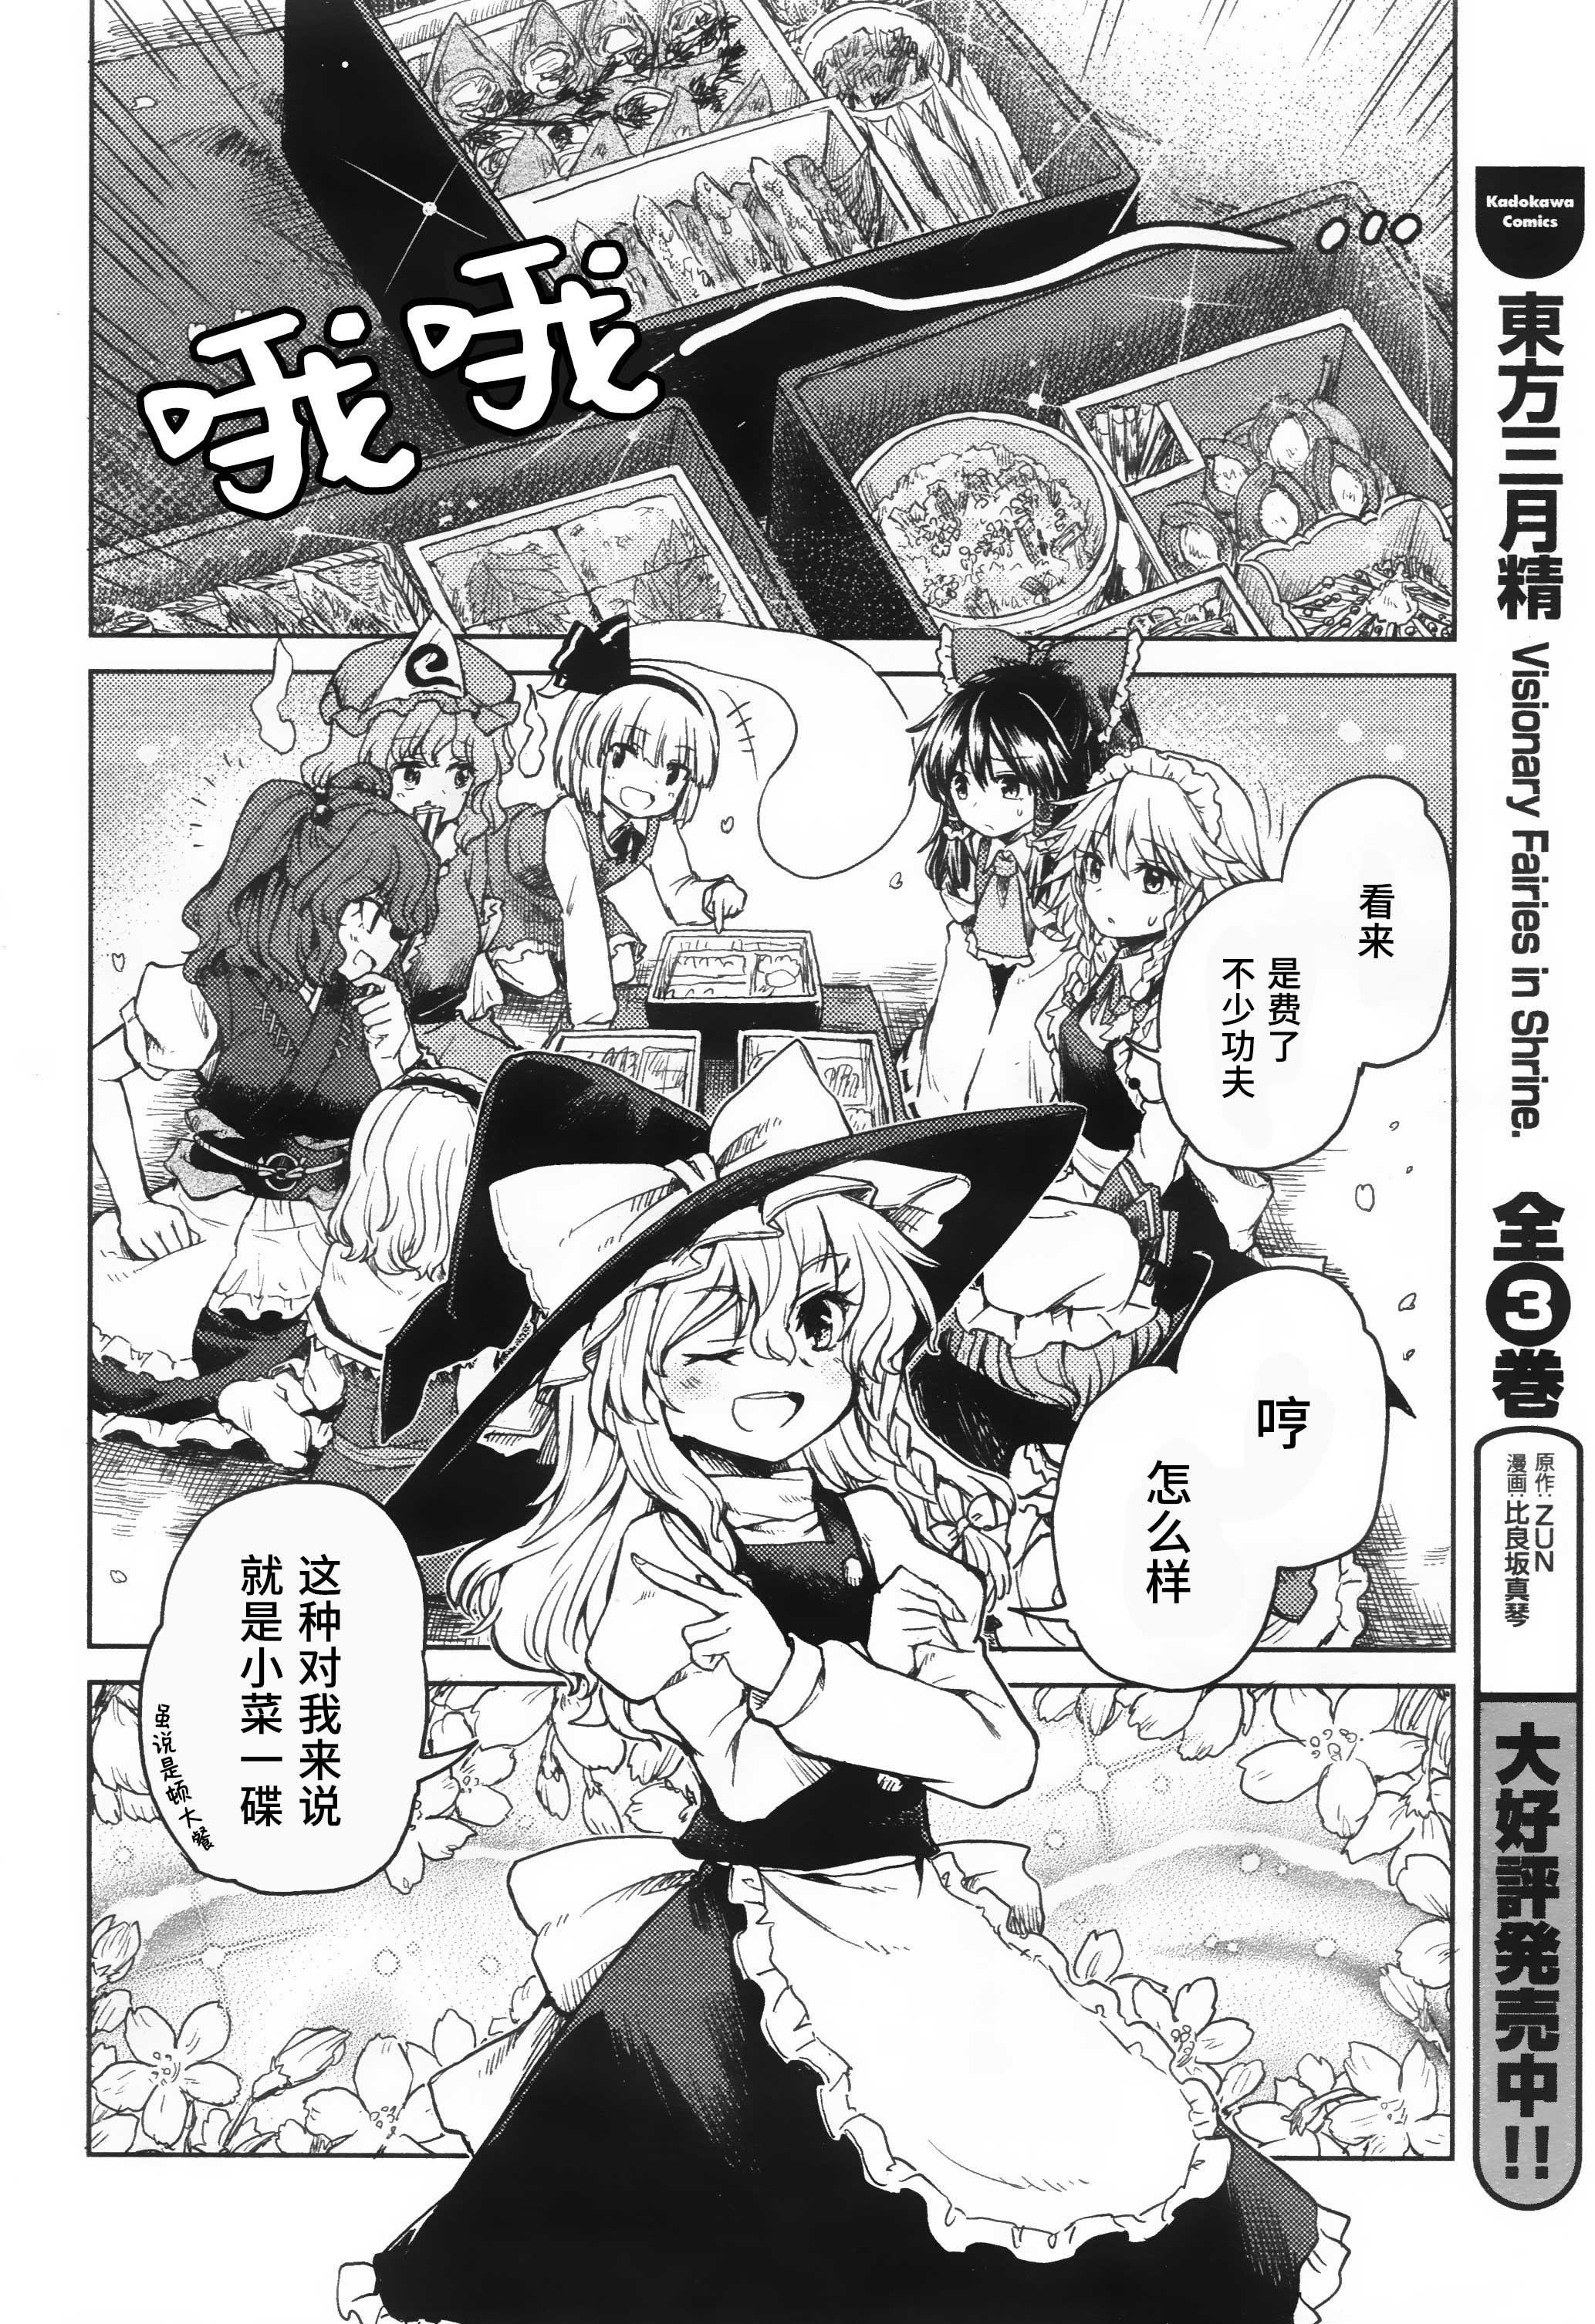 哦哦
看来
是费了
不少功夫
哼
怎么样
这种对我来说
就是小菜一碟
虽说是顿大餐
Kadokawa
Comics
東方三月精 Visionary Fairies in Shrine. 全3巻
原作:ZUN
漫画:比良坂真琴
大好評発売中!!